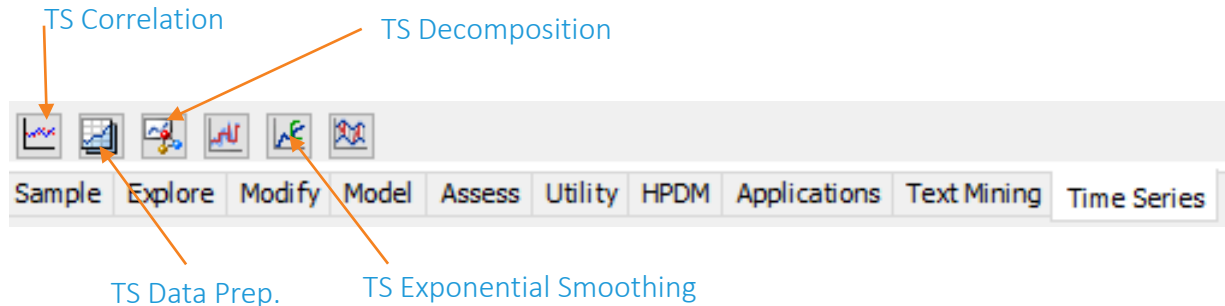 TS Correlation
TS Decomposition
Sample Explore Modify Model Assess Utility HPDM Applications Text Mining Time Series
TS Data Prep.
TS Exponential Smoothing